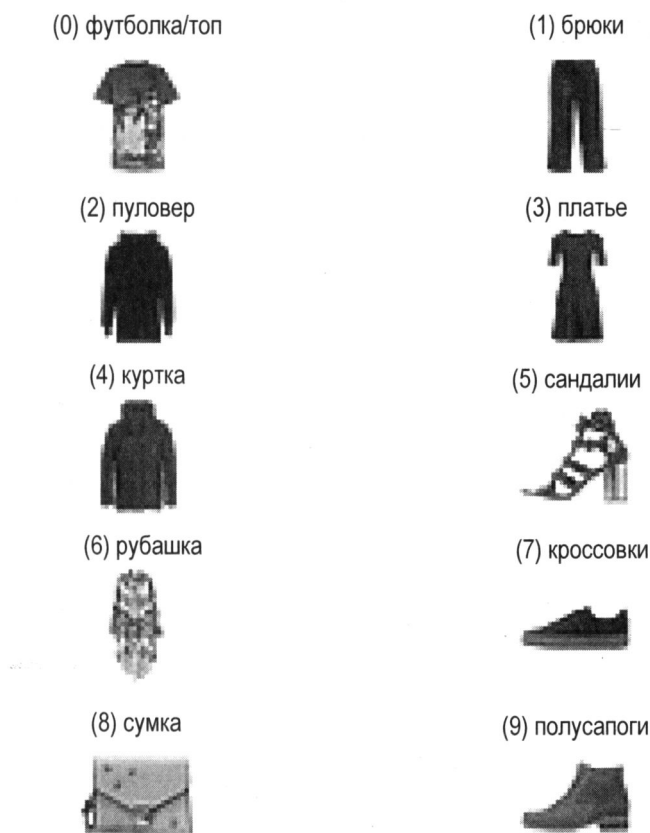 (0) футболка/топ
(1) брюки
(2) пуловер
(3) платье
(4) куртка
(5) сандалии
(6) рубашка
(7) кроссовки
(8) сумка
(9) полусапоги